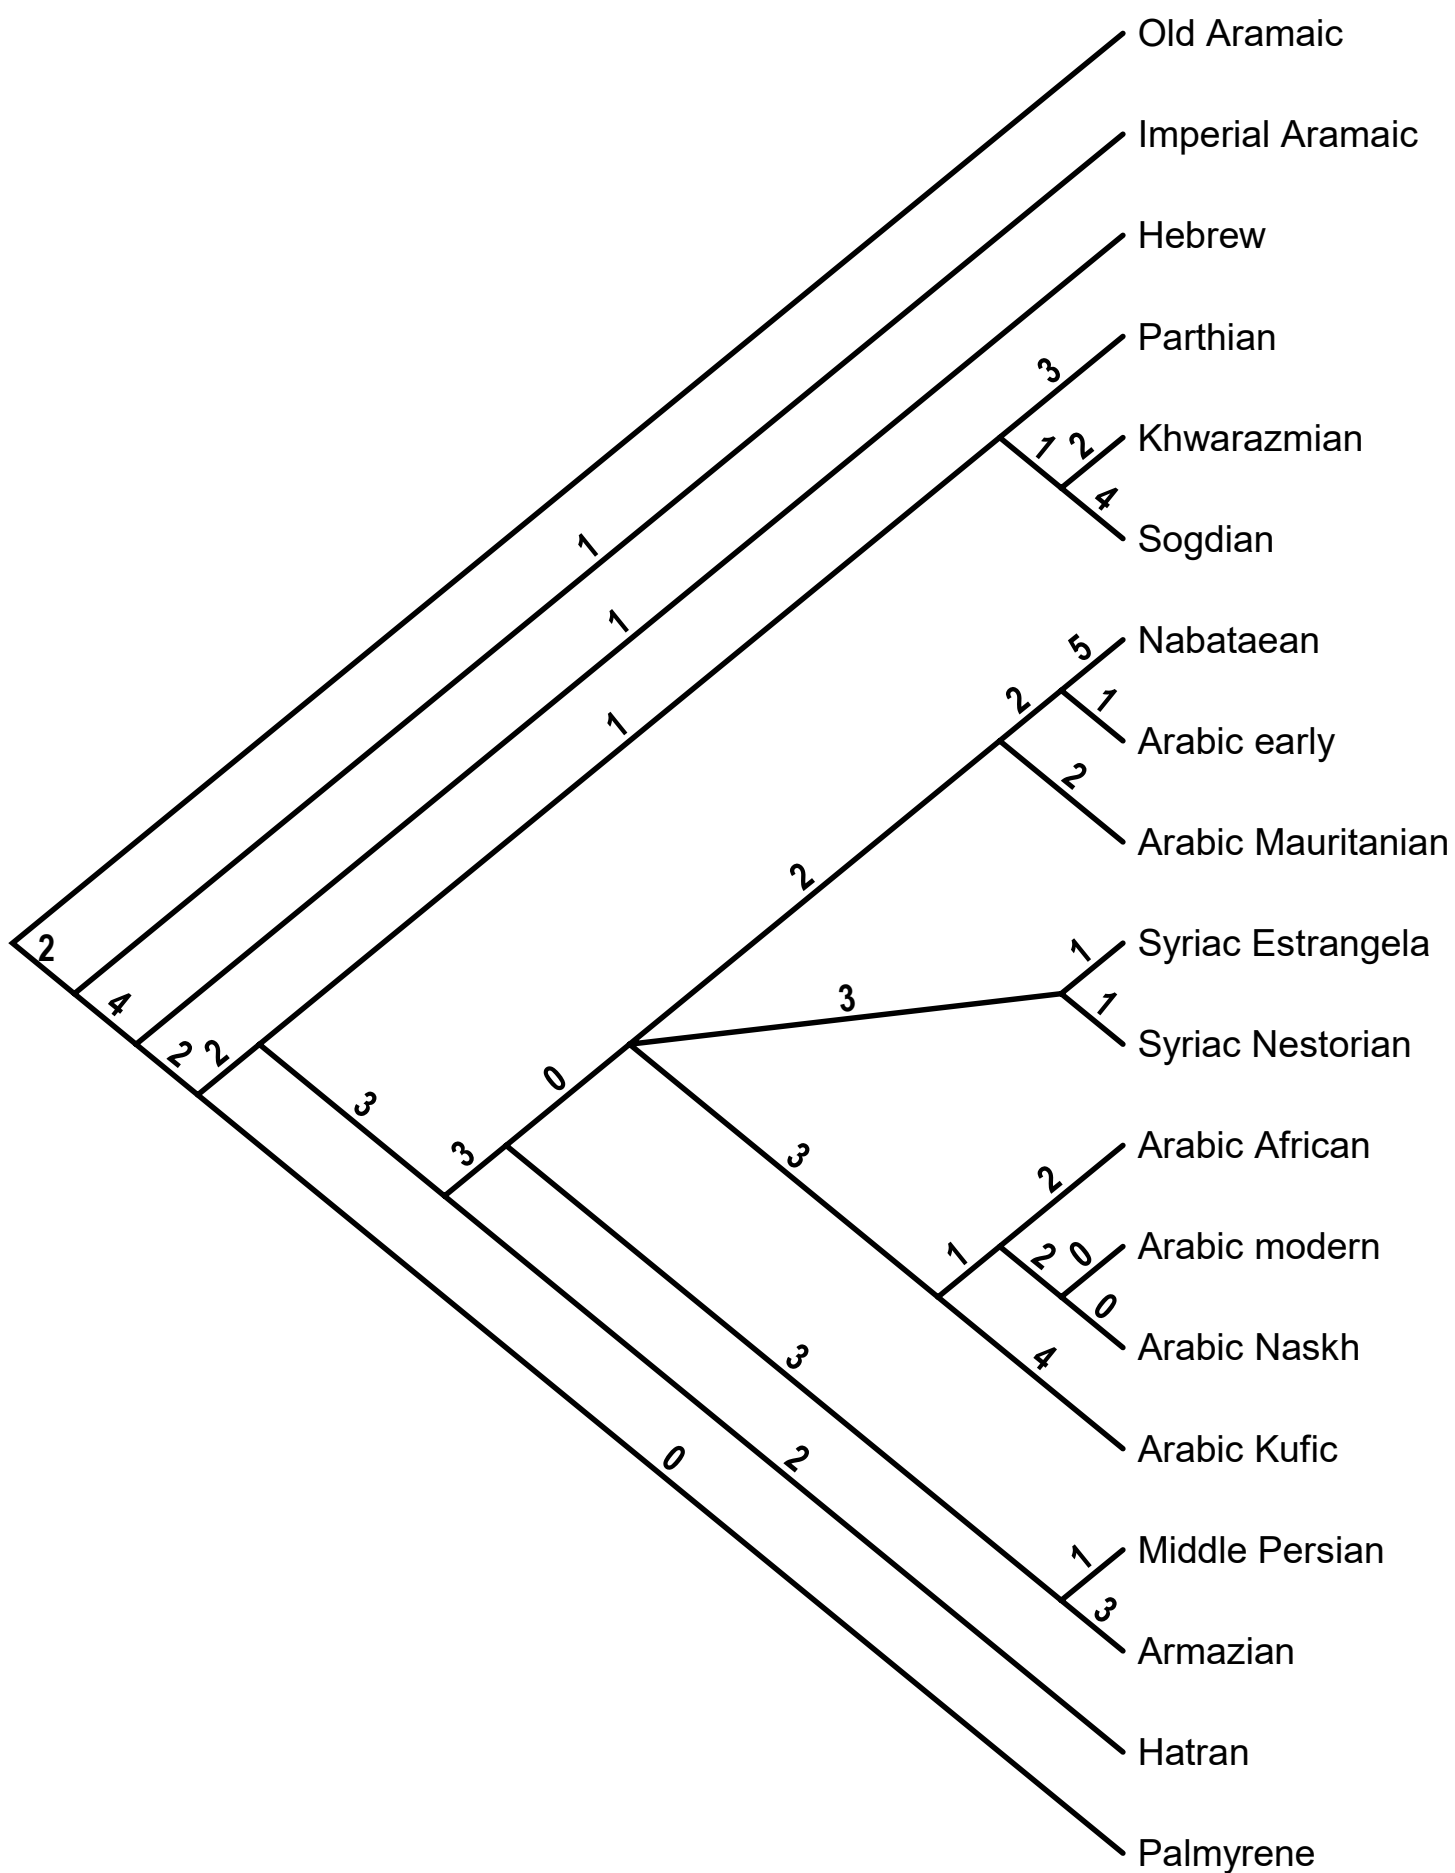 Old Aramaic
Imperial Aramaic
Hebrew
Parthian
3
Khwarazmian
1 2
4
Sogdian
1
1
Nabataean
5
2
1
1
Arabic early
2
Arabic Mauritanian
2
Syriac Estrangela
1
2
3
1
4
Syriac Nestorian
2 2
0
3
3
3
Arabic African
2
Arabic modern
1
2 0
0
Arabic Naskh
3
4
Arabic Kufic
0
2
Middle Persian
1
3
Armazian
Hatran
Palmyrene